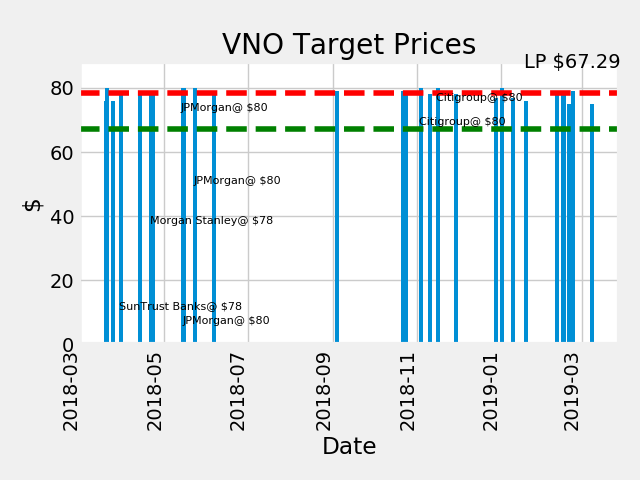 VNO Target Prices
LP $67.29
80
60
40
20
0
$
Citigroup@ $80
JPMorgan@ $80
Citigroup@ $80
JPMorgan@ $80
Morgan Stanley@ $78
SunTrust Banks@ $78
JPMorgan@ $80
2018-03
2018-05
2018-07
2018-09
2018-11
2019-01
2019-03
Date